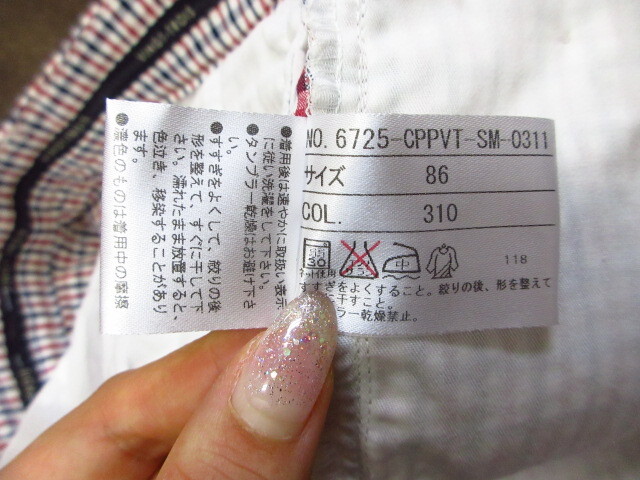 NO. 6725-CPPVT-SM-0311
サイズ 86
COL. 310
30
中
118
ネット使用
すすぎをよくすること。絞りの後、形を整えて
に干すこと。
ラー乾燥禁止。
●着用後は速やかに取扱い表示
に従い洗濯をして下さい。
●タンブラー乾燥はお避け下さ
い。
●すすぎをよくして、絞りの後
形を整えて、すぐに干して下
さい。濡れたまま放置すると、
色泣き、移染することがあり
ます。
●濃色のものは着用中の摩擦